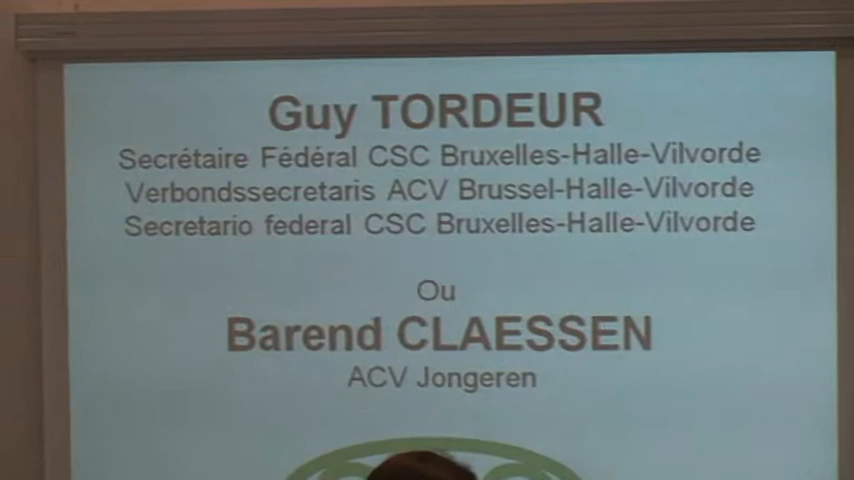 Guy TORDEUR
Secrétaire Fédéral CSC Bruxelles-Halle-Vilvorde
Verbondssecretaris ACV Brussel-Halle-Vilvorde
Secretario federal CSC Bruxelles-Halle-Vilvorde
Ou
Barend CLAESSEN
ACV Jongeren